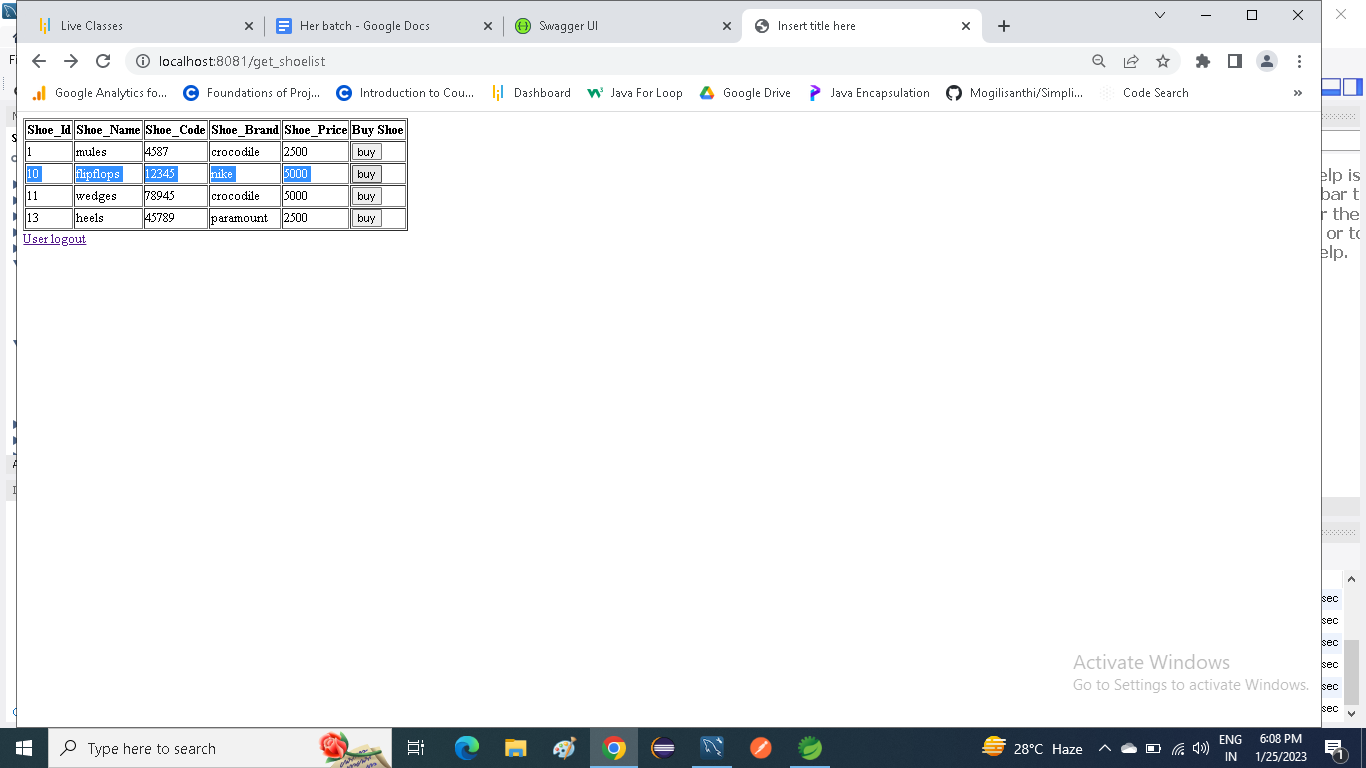 Live Classes
Her batch - Google Docs
Swagger UI
Insert title here
localhost:8081/get_shoelist
Google Analytics fo...
Foundations of Proj...
Introduction to Cou...
Dashboard
Java For Loop
Google Drive
Java Encapsulation
Mogilisanthi/Simpli...
Code Search
»
Shoe_Id Shoe_Name Shoe_Code Shoe_Brand Shoe_Price Buy Shoe
1 mules 4587 crocodile 2500 buy
10 flipflops 12345 nike 5000 buy
11 wedges 78945 crocodile 5000 buy
13 heels 45789 paramount 2500 buy
User logout
elp is
bar t
r the
or to
elp.
sec
sec
sec
sec
sec
sec
Activate Windows
Go to Settings to activate Windows.
Type here to search
28°C Haze
ENG
IN
6:08 PM
1/25/2023
1